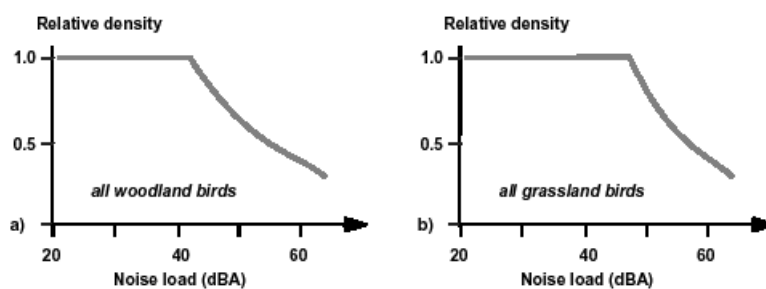 Relative density
1.0
0.5
all woodland birds
a)
20 40 60
Noise load (dBA)
Relative density
1.0
0.5
all grassland birds
b)
20 40 60
Noise load (dBA)